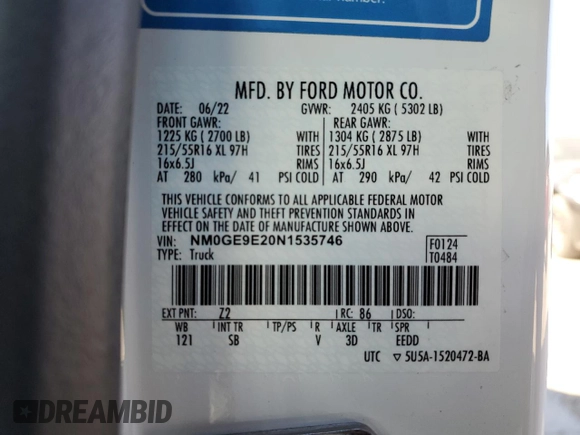 number.
MFD. BY FORD MOTOR CO.
DATE: 06/22 GVWR: 2405 KG ( 5302 LB)
FRONT GAWR: REAR GAWR:
1225 KG ( 2700 LB) WITH 1304 KG ( 2875 LB) WITH
215/55R16 XL 97H TIRES 215/55R16 XL 97H TIRES
16x6.5J RIMS 16x6.5J RIMS
AT 280 kPa/ 41 PSI COLD AT 290 kPa/ 42 PSI COLD
THIS VEHICLE CONFORMS TO ALL APPLICABLE FEDERAL MOTOR
VEHICLE SAFETY AND THEFT PREVENTION STANDARDS IN
EFFECT ON THE DATE OF MANUFACTURE SHOWN ABOVE.
VIN: NM0GE9E20N1535746 F0124
TYPE: Truck T0484
EXT PNT: Z2 RC: 86 DSO:
WB INT TR TP/PS R AXLE TR SPR
121 SB V 3D EEDD
UTC 5U5A-1520472-BA
DREAMBID